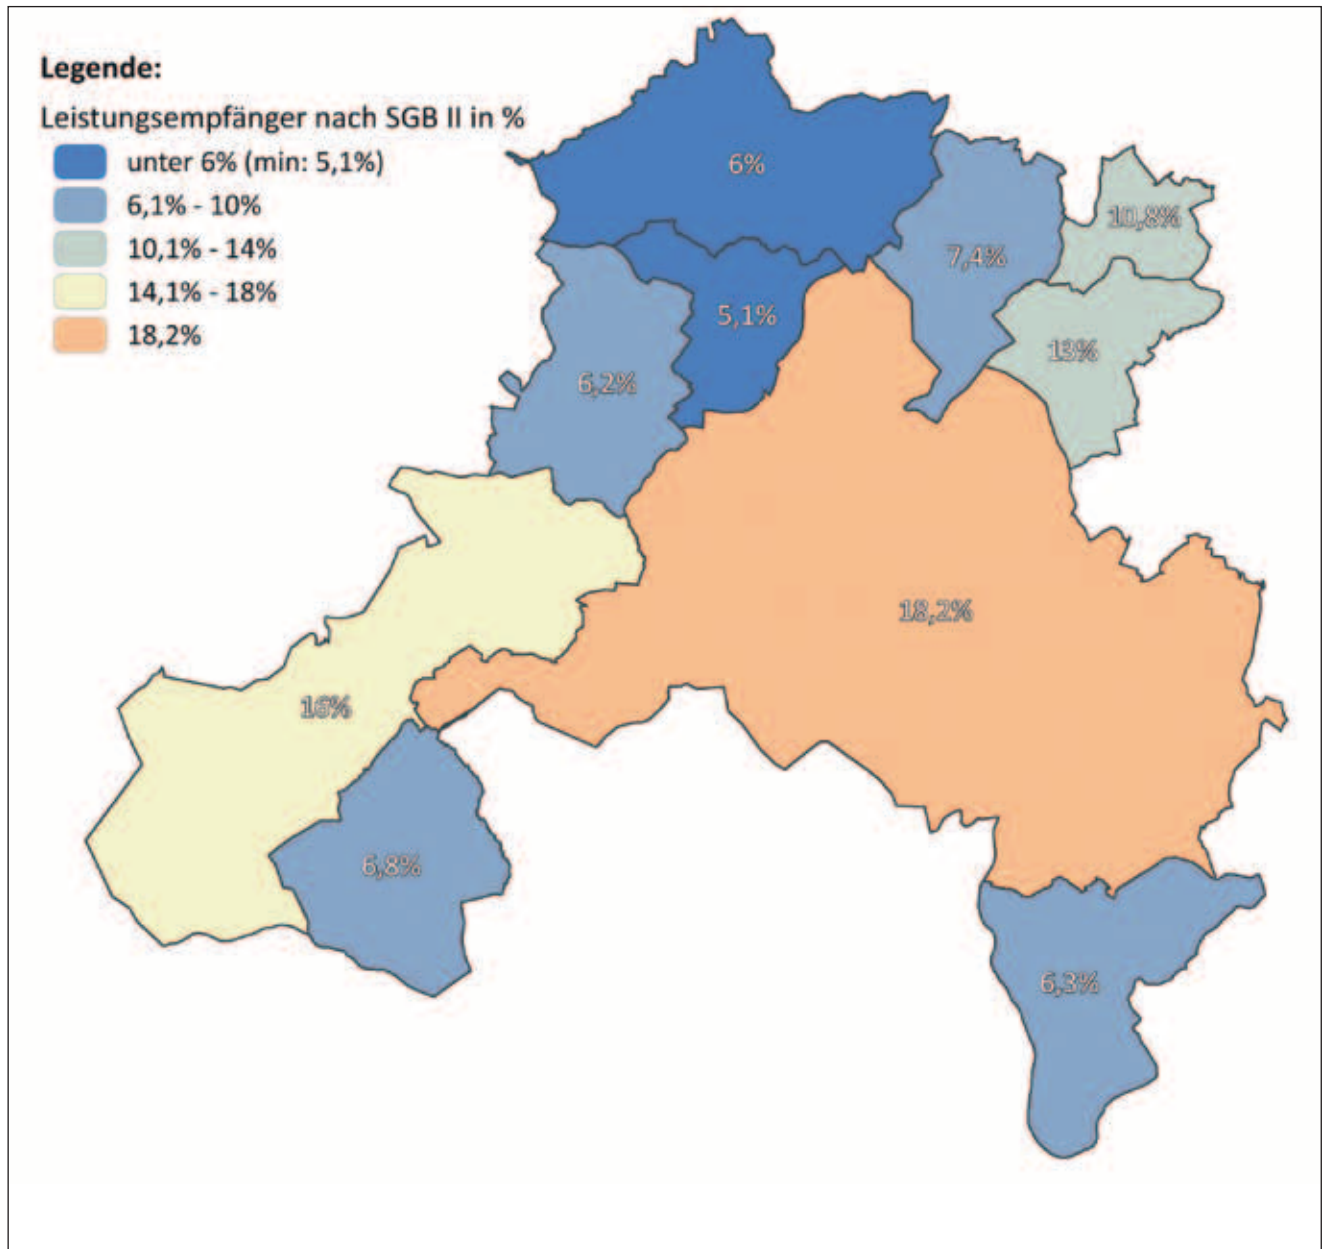 Legende:
Leistungsempfänger nach SGB II in %
unter 6% (min: 5,1%)
6,1% - 10%
10,1% - 14%
14,1% - 18%
18,2%
6%
10,8%
7,4%
5,1%
13%
6,2%
18,2%
16%
6,8%
6,3%